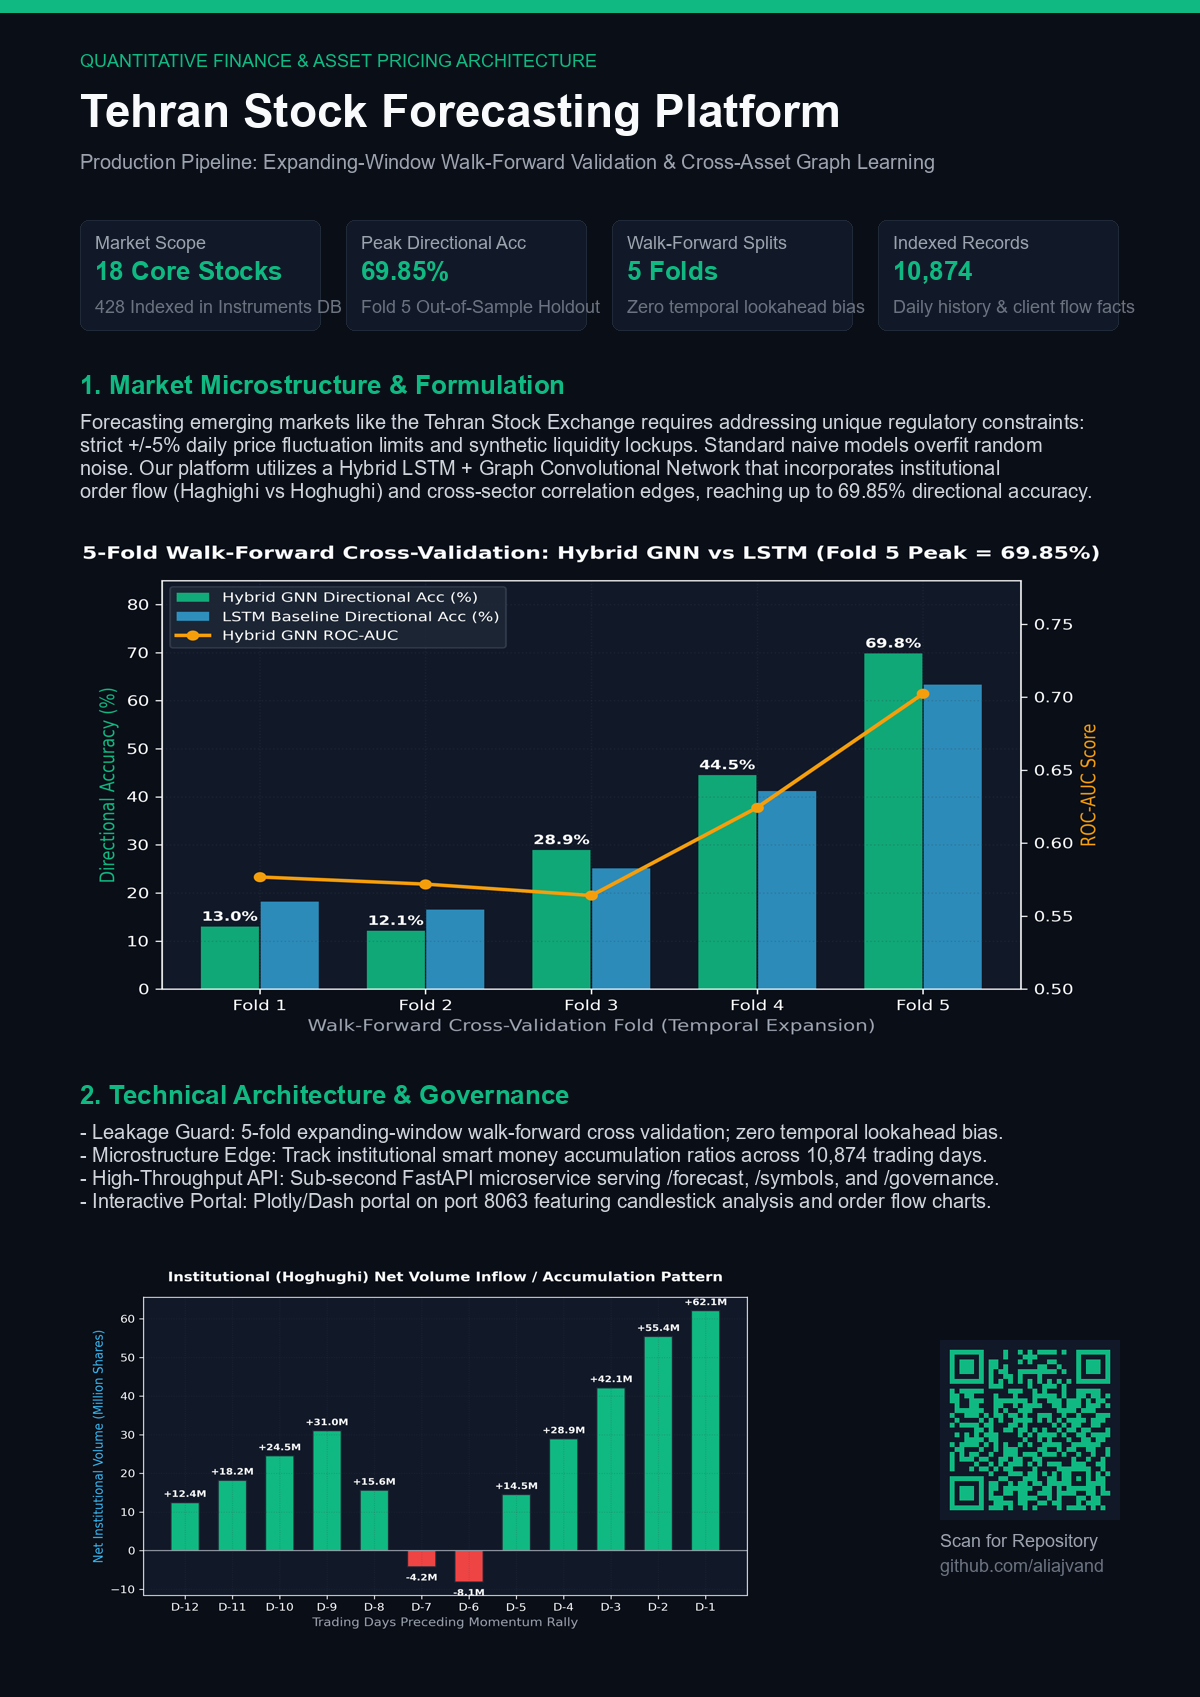 QUANTITATIVE FINANCE & ASSET PRICING ARCHITECTURE
Tehran Stock Forecasting Platform
Production Pipeline: Expanding-Window Walk-Forward Validation & Cross-Asset Graph Learning
Market Scope
18 Core Stocks
428 Indexed in Instruments DB
Peak Directional Acc
69.85%
Fold 5 Out-of-Sample Holdout
Walk-Forward Splits
5 Folds
Zero temporal lookahead bias
Indexed Records
10,874
Daily history & client flow facts
1. Market Microstructure & Formulation
Forecasting emerging markets like the Tehran Stock Exchange requires addressing unique regulatory constraints:
strict +/-5% daily price fluctuation limits and synthetic liquidity lockups. Standard naive models overfit random
noise. Our platform utilizes a Hybrid LSTM + Graph Convolutional Network that incorporates institutional
order flow (Haghighi vs Hoghughi) and cross-sector correlation edges, reaching up to 69.85% directional accuracy.
5-Fold Walk-Forward Cross-Validation: Hybrid GNN vs LSTM (Fold 5 Peak = 69.85%)
Hybrid GNN Directional Acc (%)
LSTM Baseline Directional Acc (%)
Hybrid GNN ROC-AUC
Directional Accuracy (%)
80
70
60
50
40
30
20
10
0
13.0%
12.1%
28.9%
44.5%
69.8%
0.75
0.70
0.65
0.60
0.55
0.50
ROC-AUC Score
Fold 1
Fold 2
Fold 3
Fold 4
Fold 5
Walk-Forward Cross-Validation Fold (Temporal Expansion)
2. Technical Architecture & Governance
- Leakage Guard: 5-fold expanding-window walk-forward cross validation; zero temporal lookahead bias.
- Microstructure Edge: Track institutional smart money accumulation ratios across 10,874 trading days.
- High-Throughput API: Sub-second FastAPI microservice serving /forecast, /symbols, and /governance.
- Interactive Portal: Plotly/Dash portal on port 8063 featuring candlestick analysis and order flow charts.
Institutional (Hoghughi) Net Volume Inflow / Accumulation Pattern
Net Institutional Volume (Million Shares)
60
50
40
30
20
10
0
−10
+12.4M
+18.2M
+24.5M
+31.0M
+15.6M
-4.2M
-8.1M
+14.5M
+28.9M
+42.1M
+55.4M
+62.1M
D-12
D-11
D-10
D-9
D-8
D-7
D-6
D-5
D-4
D-3
D-2
D-1
Trading Days Preceding Momentum Rally
Scan for Repository
github.com/aliajvand